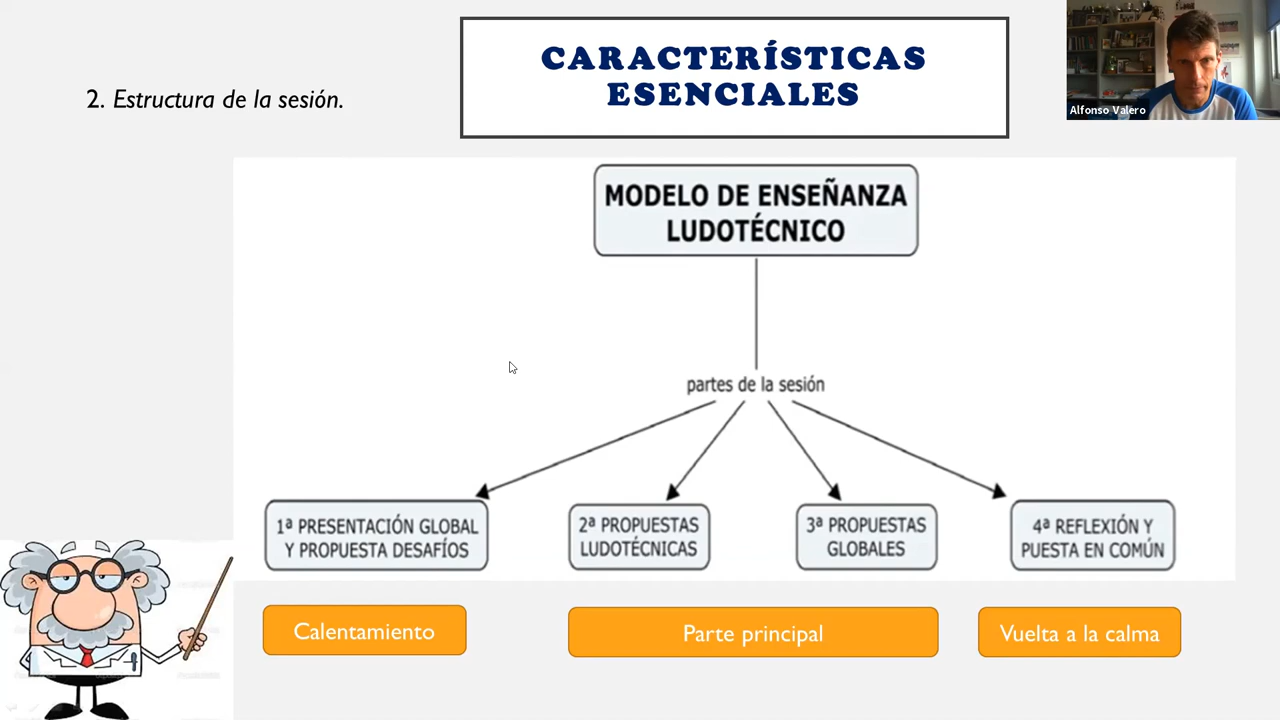 CARACTERÍSTICAS
ESENCIALES
2. Estructura de la sesión.
Alfonso Valero
MODELO DE ENSEÑANZA
LUDOTÉCNICO
partes de la sesión
1ª PRESENTACIÓN GLOBAL
Y PROPUESTA DESAFÍOS
2ª PROPUESTAS
LUDOTÉCNICAS
3ª PROPUESTAS
GLOBALES
4ª REFLEXIÓN Y
PUESTA EN COMÚN
Calentamiento
Parte principal
Vuelta a la calma